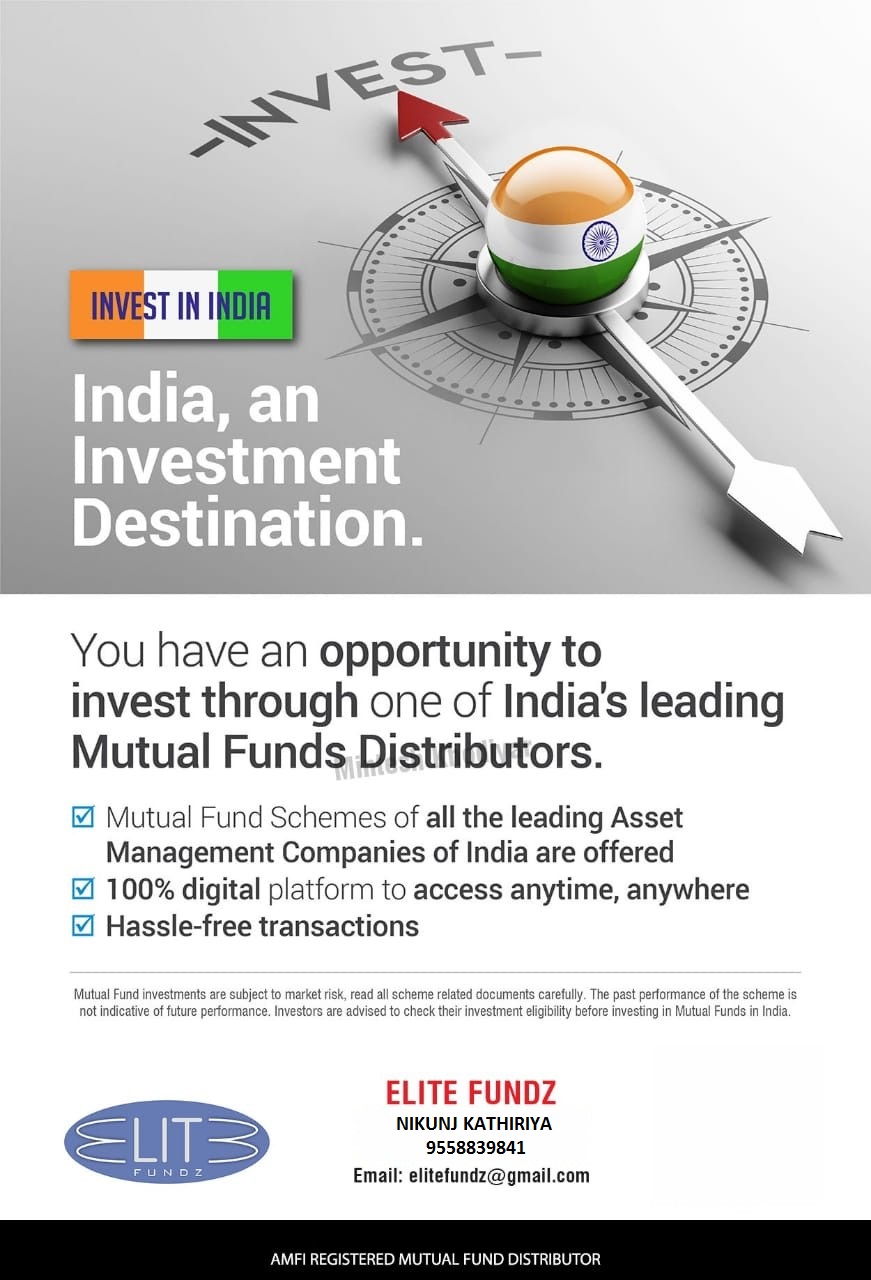 -INVEST-
INVEST IN INDIA
India, an
Investment
Destination.
You have an opportunity to
invest through one of India's leading
Mutual Funds Distributors.
Mutual Fund Schemes of all the leading Asset
Management Companies of India are offered
100% digital platform to access anytime, anywhere
Hassle-free transactions
Mutual Fund investments are subject to market risk, read all scheme related documents carefully. The past performance of the scheme is
not indicative of future performance. Investors are advised to check their investment eligibility before investing in Mutual Funds in India.
ELITE
FUNDZ
ELITE FUNDZ
NIKUNJ KATHIRIYA
9558839841
Email: elitefundz@gmail.com
AMFI REGISTERED MUTUAL FUND DISTRIBUTOR